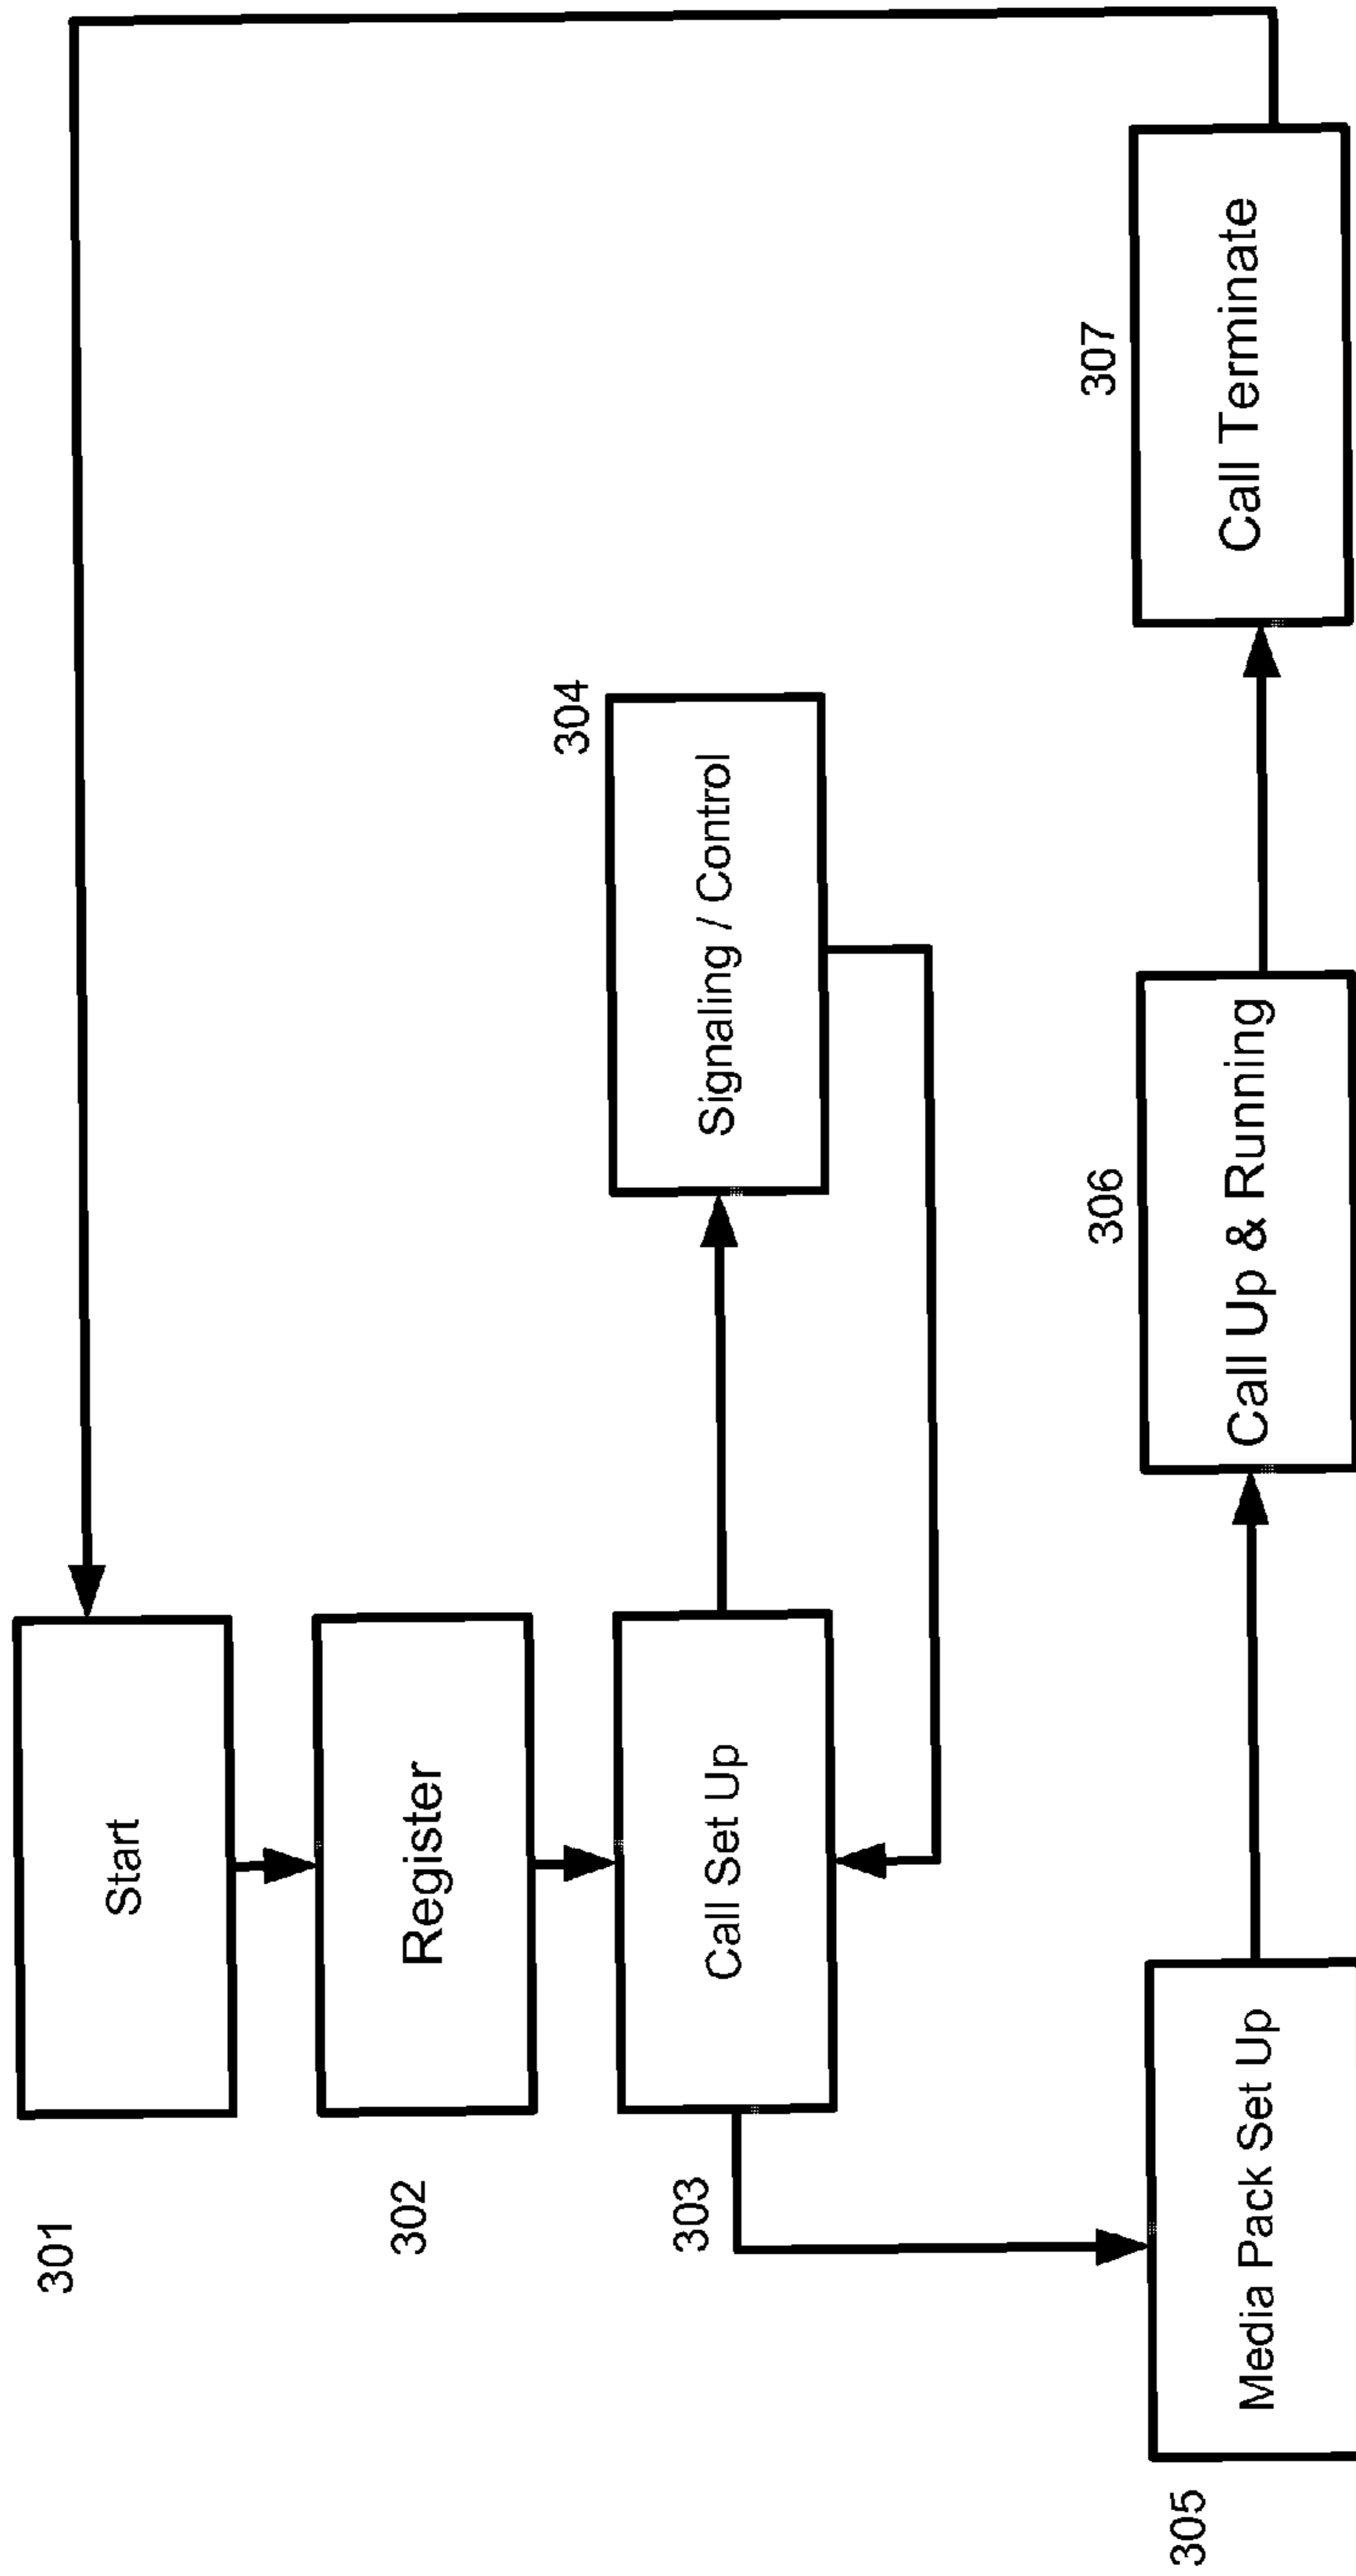 301
Start
302
Register
303
Call Set Up
304
Signaling / Control
305
Media Pack Set Up
306
Call Up & Running
307
Call Terminate